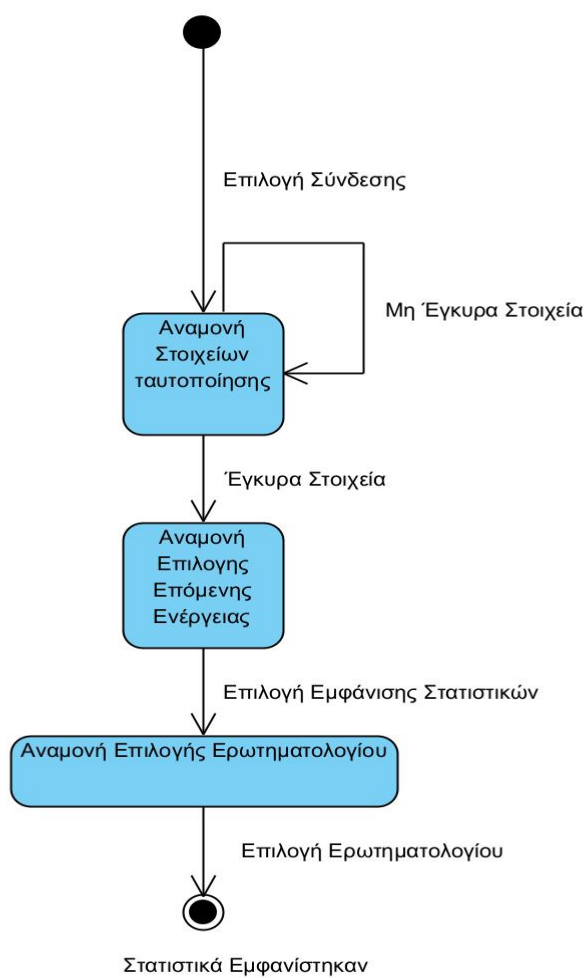 Επιλογή Σύνδεσης
Μη Έγκυρα Στοιχεία
Αναμονή
Στοιχείων
ταυτοποίησης
Έγκυρα Στοιχεία
Αναμονή
Επιλογης
Επόμενης
Ενέργειας
Επιλογή Εμφάνισης Στατιστικών
Αναμονή Επιλογής Ερωτηματολογίου
Επιλογή Ερωτηματολογίου
Στατιστικά Εμφανίστηκαν